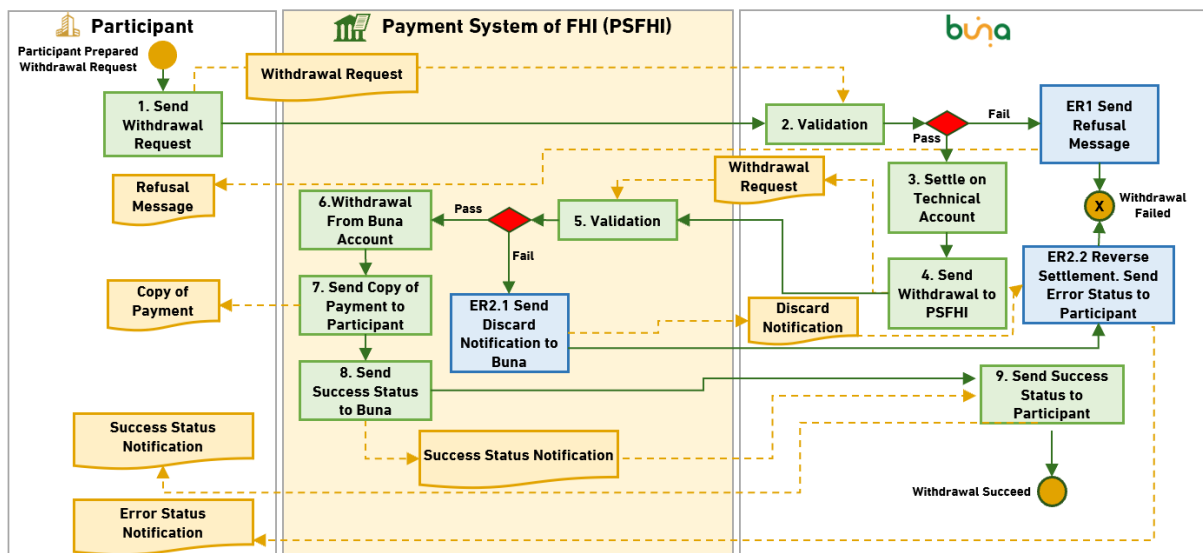 Participant
Payment System of FHI (PSFHI)
buna
Participant Prepared
Withdrawal Request
Withdrawal Request
1. Send
Withdrawal
Request
2. Validation
Fail
Pass
ER1 Send
Refusal
Message
Refusal
Message
Withdrawal
Request
3. Settle on
Technical
Account
X
Withdrawal
Failed
6.Withdrawal
From Buna
Account
Pass
5. Validation
Fail
Copy of
Payment
7. Send Copy of
Payment to
Participant
ER2.1 Send
Discard
Notification to
Buna
Discard
Notification
4. Send
Withdrawal to
PSFHI
ER2.2 Reverse
Settlement. Send
Error Status to
Participant
8. Send
Success Status
to Buna
9. Send Success
Status to
Participant
Success Status
Notification
Success Status Notification
Withdrawal Succeed
Error Status
Notification